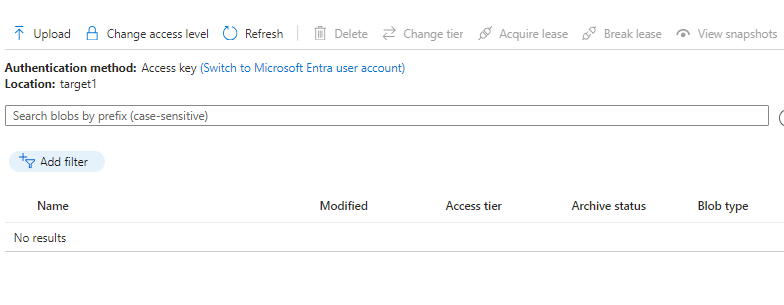 Upload Change access level Refresh Delete Change tier Acquire lease Break lease View snapshots
Authentication method: Access key (Switch to Microsoft Entra user account)
Location: target1
Search blobs by prefix (case-sensitive)
Add filter
Name Modified Access tier Archive status Blob type
No results